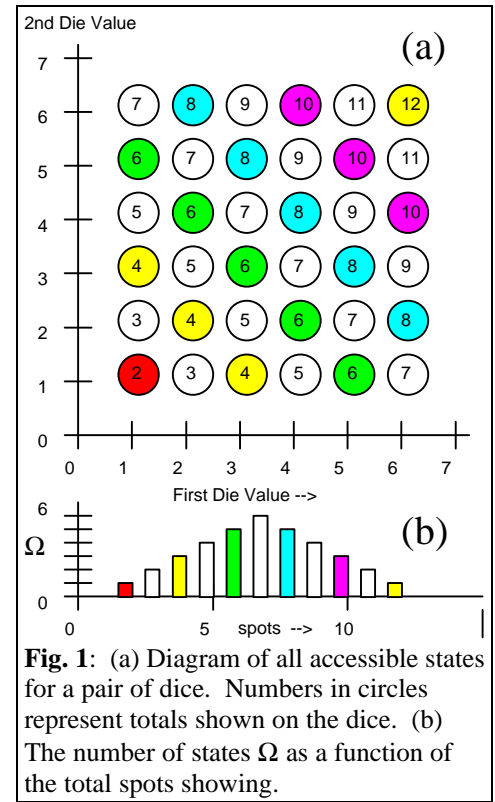 2nd Die Value
(a)
7
6 7 8 9 10 11 12
5 6 7 8 9 10 11
4 5 6 7 8 9 10
3 4 5 6 7 8 9
2 3 4 5 6 7 8
1 2 3 4 5 6 7
0
0 1 2 3 4 5 6 7
First Die Value -->
6
(b)
Ω
0
0 5 spots --> 10
Fig. 1: (a) Diagram of all accessible states
for a pair of dice. Numbers in circles
represent totals shown on the dice. (b)
The number of states Ω as a function of
the total spots showing.